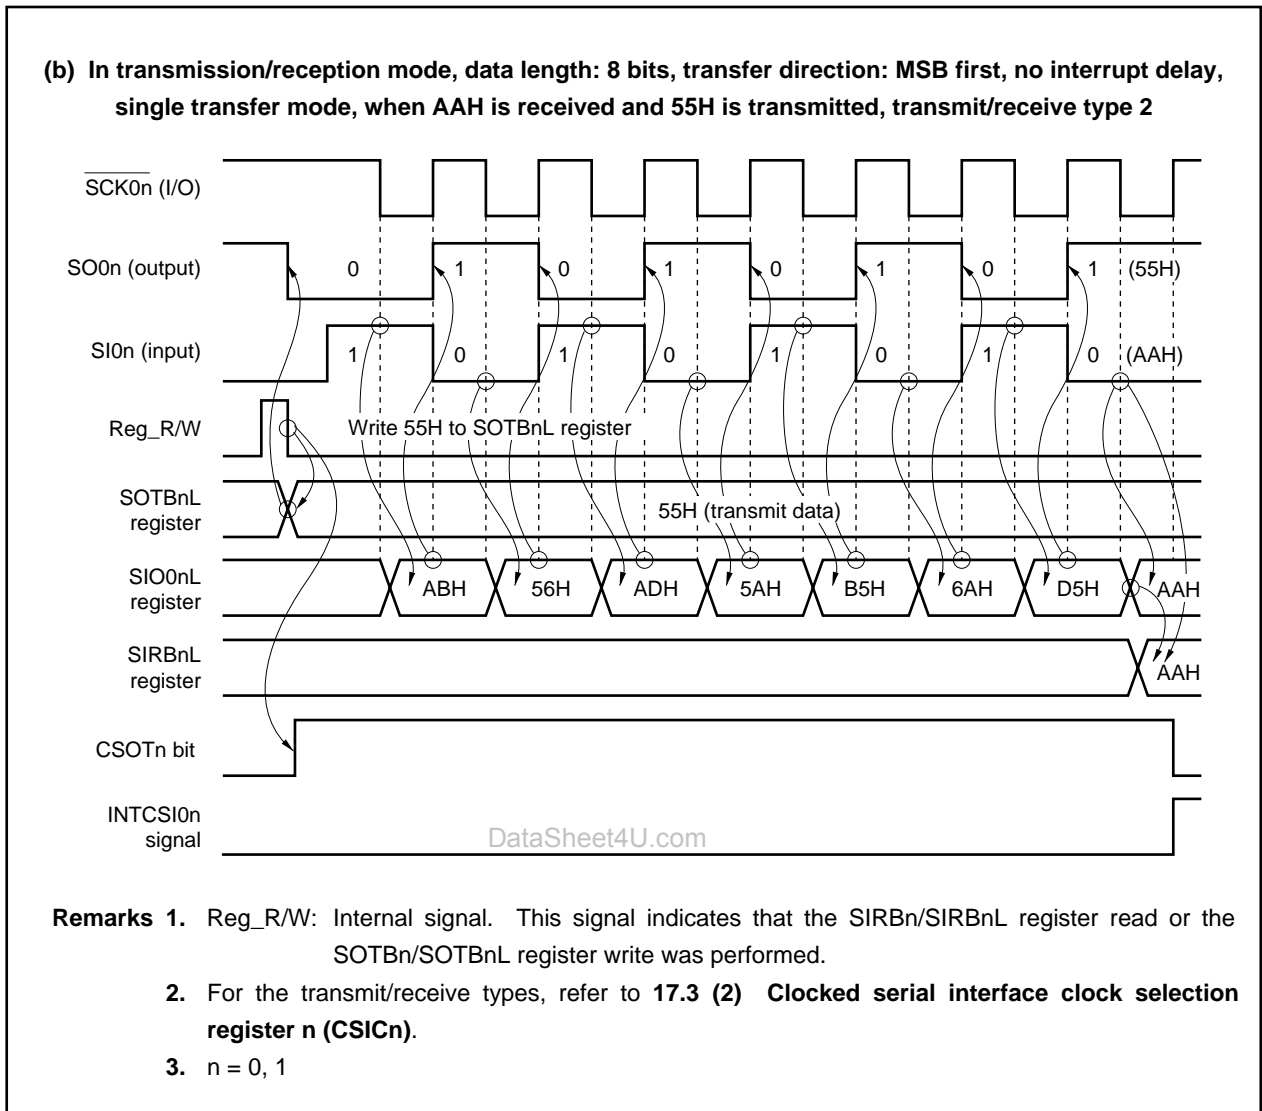 (b) In transmission/reception mode, data length: 8 bits, transfer direction: MSB first, no interrupt delay,
single transfer mode, when AAH is received and 55H is transmitted, transmit/receive type 2
SCK0n (I/O)
SO0n (output)
0 1 0 1 0 1 0 1 (55H)
SI0n (input)
1 0 1 0 1 0 1 0 (AAH)
Reg_R/W
Write 55H to SOTBnL register
SOTBnL
register
55H (transmit data)
SIO0nL
register
ABH 56H ADH 5AH B5H 6AH D5H AAH
SIRBnL
register
AAH
CSOTn bit
INTCSI0n
signal
DataSheet4U.com
Remarks 1. Reg_R/W: Internal signal. This signal indicates that the SIRBn/SIRBnL register read or the
SOTBn/SOTBnL register write was performed.
2. For the transmit/receive types, refer to 17.3 (2) Clocked serial interface clock selection
register n (CSICn).
3. n = 0, 1